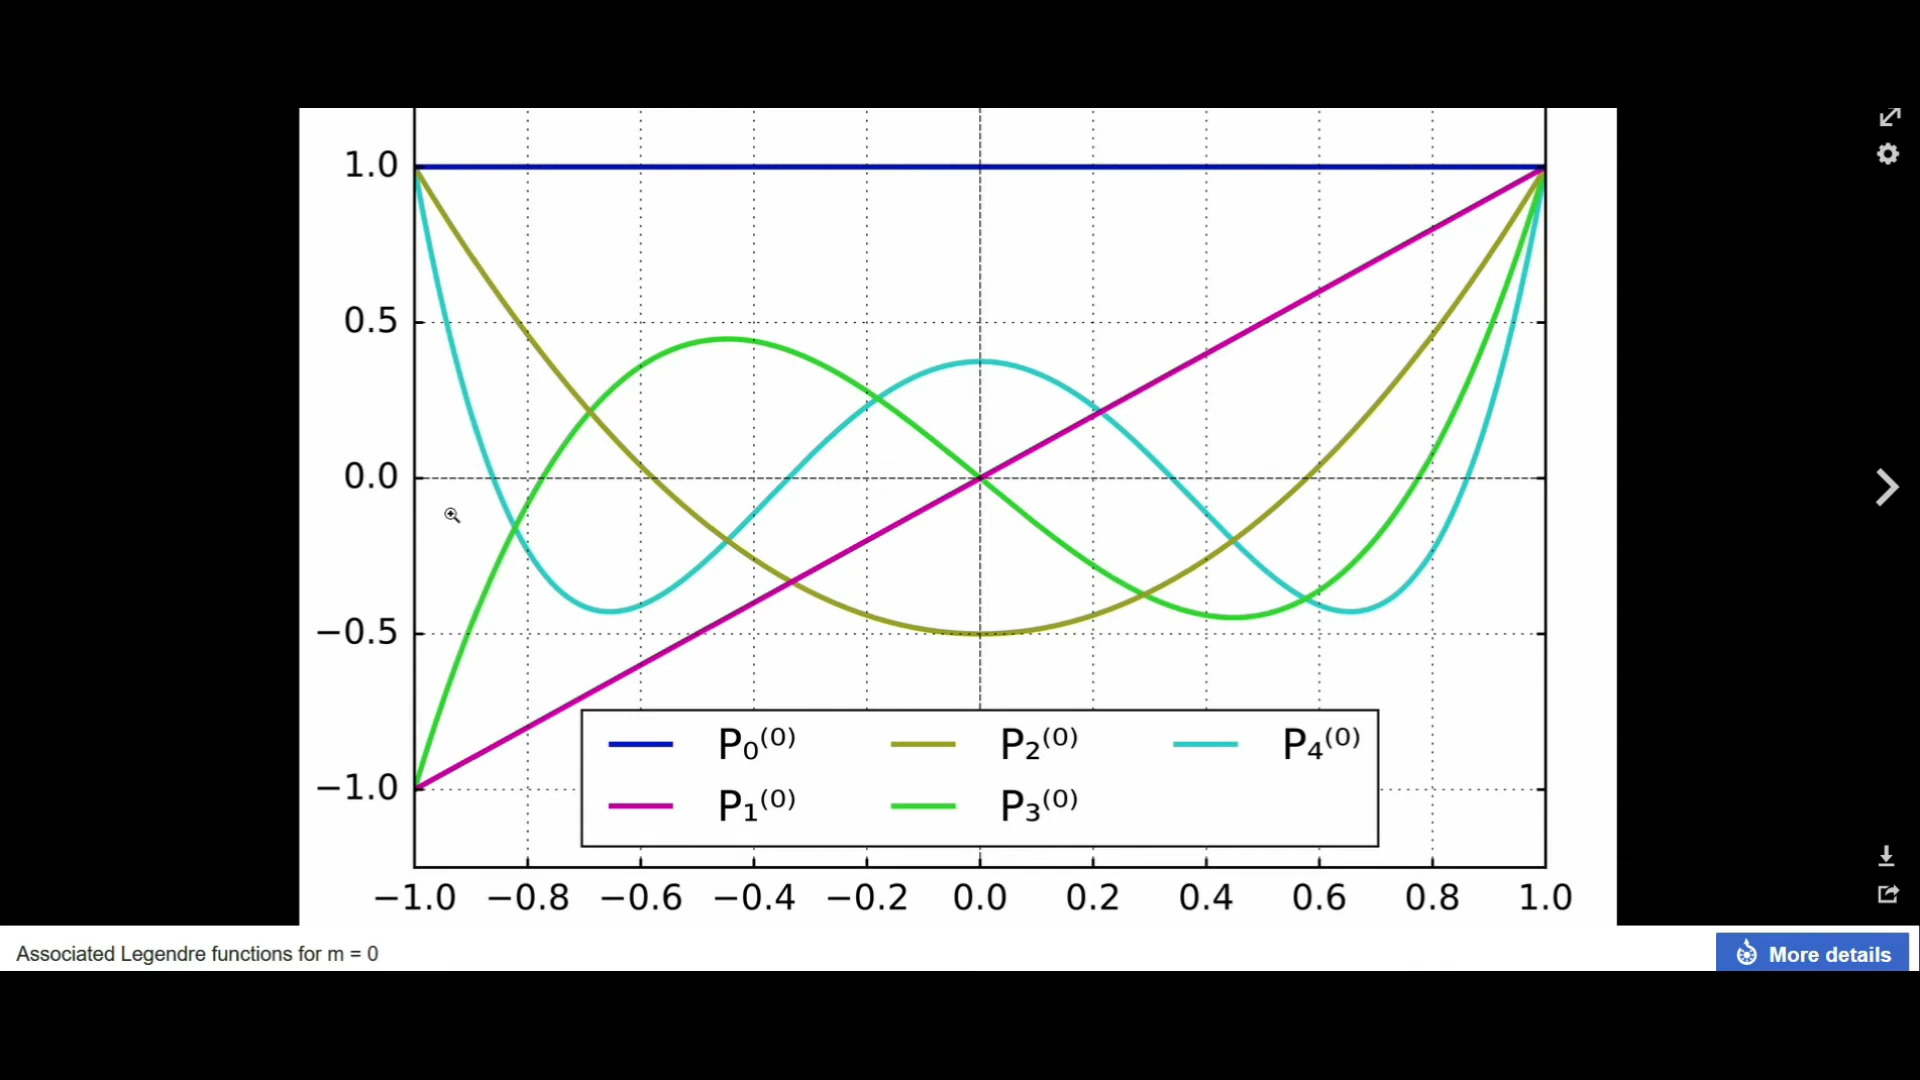 1.0
0.5
0.0
−0.5
−1.0
P₀⁽⁰⁾ P₂⁽⁰⁾ P₄⁽⁰⁾
P₁⁽⁰⁾ P₃⁽⁰⁾
−1.0 −0.8 −0.6 −0.4 −0.2 0.0 0.2 0.4 0.6 0.8 1.0
Associated Legendre functions for m = 0
More details